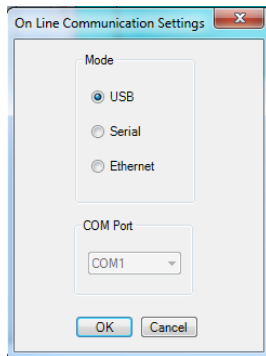 On Line Communication Settings
Mode
USB
Serial
Ethernet
COM Port
COM1
OK Cancel